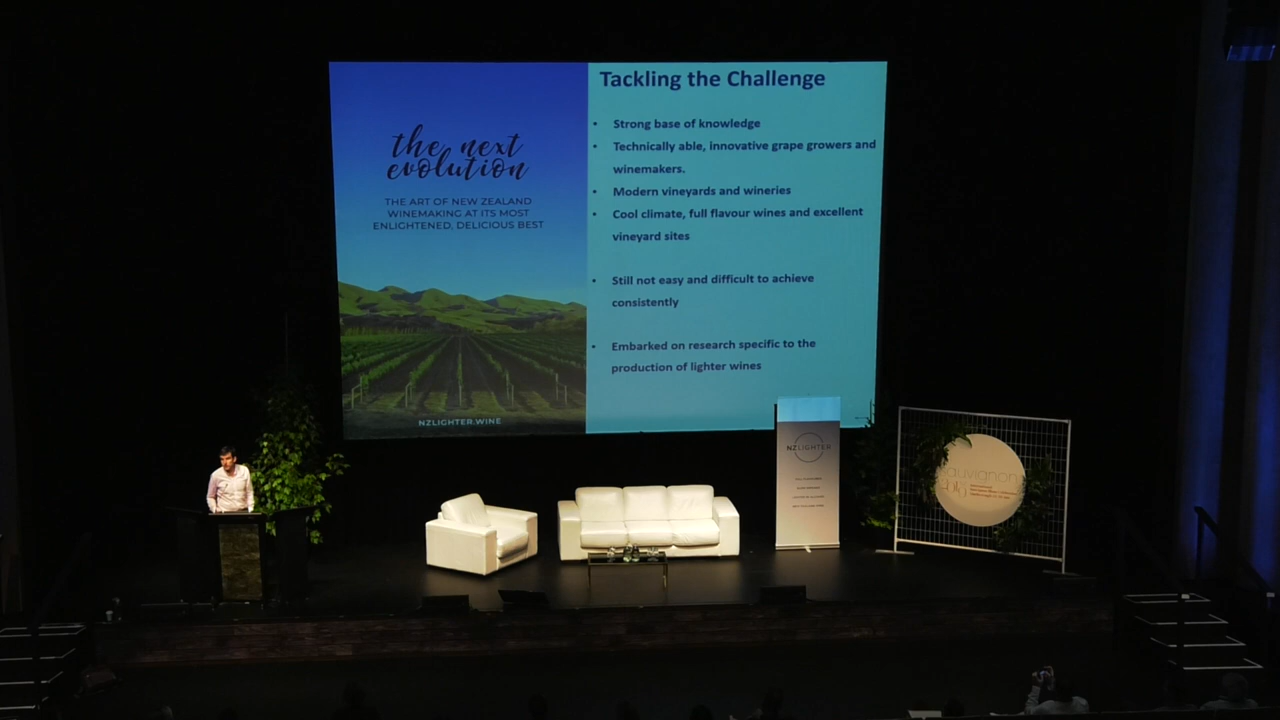 the next
evolution
THE ART OF NEW ZEALAND
WINEMAKING AT ITS MOST
ENLIGHTENED, DELICIOUS BEST
NZLIGHTER.WINE
Tackling the Challenge
• Strong base of knowledge
• Technically able, innovative grape growers and
winemakers.
• Modern vineyards and wineries
• Cool climate, full flavour wines and excellent
vineyard sites
• Still not easy and difficult to achieve
consistently
• Embarked on research specific to the
production of lighter wines
NZLIGHTER
sauvignon